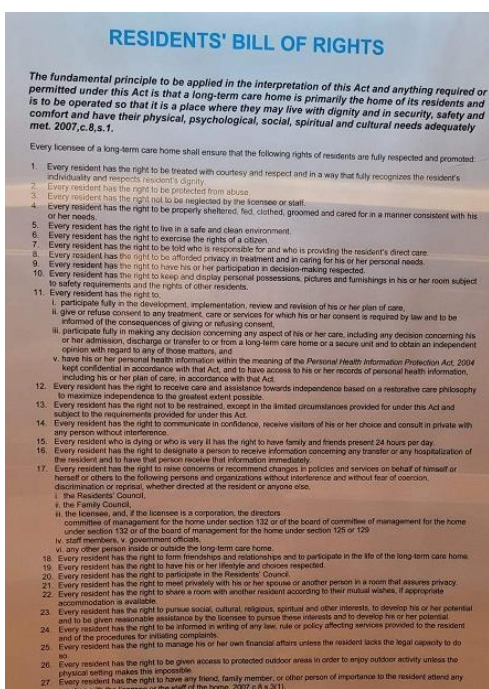 RESIDENTS' BILL OF RIGHTS
The fundamental principle to be applied in the interpretation of this Act and anything required or
permitted under this Act is that a long-term care home is primarily the home of its residents and
is to be operated so that it is a place where they may live with dignity and in security, safety and
comfort and have their physical, psychological, social, spiritual and cultural needs adequately
met. 2007,c.8,s.1.
Every licensee of a long-term care home shall ensure that the following rights of residents are fully respected and promoted:
1. Every resident has the right to be treated with courtesy and respect and in a way that fully recognizes the resident's
individuality and respects resident's dignity.
2. Every resident has the right to be protected from abuse.
3. Every resident has the right not to be neglected by the licensee or staff.
4. Every resident has the right to be properly sheltered, fed, clothed, groomed and cared for in a manner consistent with his
or her needs.
5. Every resident has the right to live in a safe and clean environment.
6. Every resident has the right to exercise the rights of a citizen.
7. Every resident has the right to be told who is responsible for and who is providing the resident's direct care.
8. Every resident has the right to be afforded privacy in treatment and in caring for his or her personal needs.
9. Every resident has the right to have his or her participation in decision-making respected.
10. Every resident has the right to keep and display personal possessions, pictures and furnishings in his or her room subject
to safety requirements and the rights of other residents.
11. Every resident has the right to,
i. participate fully in the development, implementation, review and revision of his or her plan of care,
ii. give or refuse consent to any treatment, care or services for which his or her consent is required by law and to be
informed of the consequences of giving or refusing consent,
iii. participate fully in making any decision concerning any aspect of his or her care, including any decision concerning his
or her admission, discharge or transfer to or from a long-term care home or a secure unit and to obtain an independent
opinion with regard to any of those matters, and
v. have his or her personal health information within the meaning of the Personal Health Information Protection Act, 2004
kept confidential in accordance with that Act, and to have access to his or her records of personal health information,
including his or her plan of care, in accordance with that Act.
12. Every resident has the right to receive care and assistance towards independence based on a restorative care philosophy
to maximize independence to the greatest extent possible.
13. Every resident has the right not to be restrained, except in the limited circumstances provided for under this Act and
subject to the requirements provided for under this Act.
14. Every resident has the right to communicate in confidence, receive visitors of his or her choice and consult in private with
any person without interference.
15. Every resident who is dying or who is very ill has the right to have family and friends present 24 hours per day.
16. Every resident has the right to designate a person to receive information concerning any transfer or any hospitalization of
the resident and to have that person receive that information immediately.
17. Every resident has the right to raise concerns or recommend changes in policies and services on behalf of himself or
herself or others to the following persons and organizations without interference and without fear of coercion,
discrimination or reprisal, whether directed at the resident or anyone else,
i. the Residents' Council,
ii. the Family Council,
iii. the licensee, and, if the licensee is a corporation, the directors
committee of management for the home under section 132 or of the board of committee of management for the home
under section 132 or of the board of management for the home under section 125 or 129
iv. staff members, v. government officials,
vi. any other person inside or outside the long-term care home.
18. Every resident has the right to form friendships and relationships and to participate in the life of the long-term care home.
19. Every resident has the right to have his or her lifestyle and choices respected.
20. Every resident has the right to participate in the Residents' Council.
21. Every resident has the right to meet privately with his or her spouse or another person in a room that assures privacy.
22. Every resident has the right to share a room with another resident according to their mutual wishes, if appropriate
accommodation is available.
23. Every resident has the right to pursue social, cultural, religious, spiritual and other interests, to develop his or her potential
and to be given reasonable assistance by the licensee to pursue these interests and to develop his or her potential
24. Every resident has the right to be informed in writing of any law, rule or policy affecting services provided to the resident
and of the procedures for initiating complaints.
25. Every resident has the right to manage his or her own financial affairs unless the resident lacks the legal capacity to do
so.
26. Every resident has the right to be given access to protected outdoor areas in order to enjoy outdoor activity unless the
physical setting makes this impossible.
27. Every resident has the right to have any friend, family member, or other person of importance to the resident attend any
the licensee or the staff of the home. 2007,c.8,s.3(1).